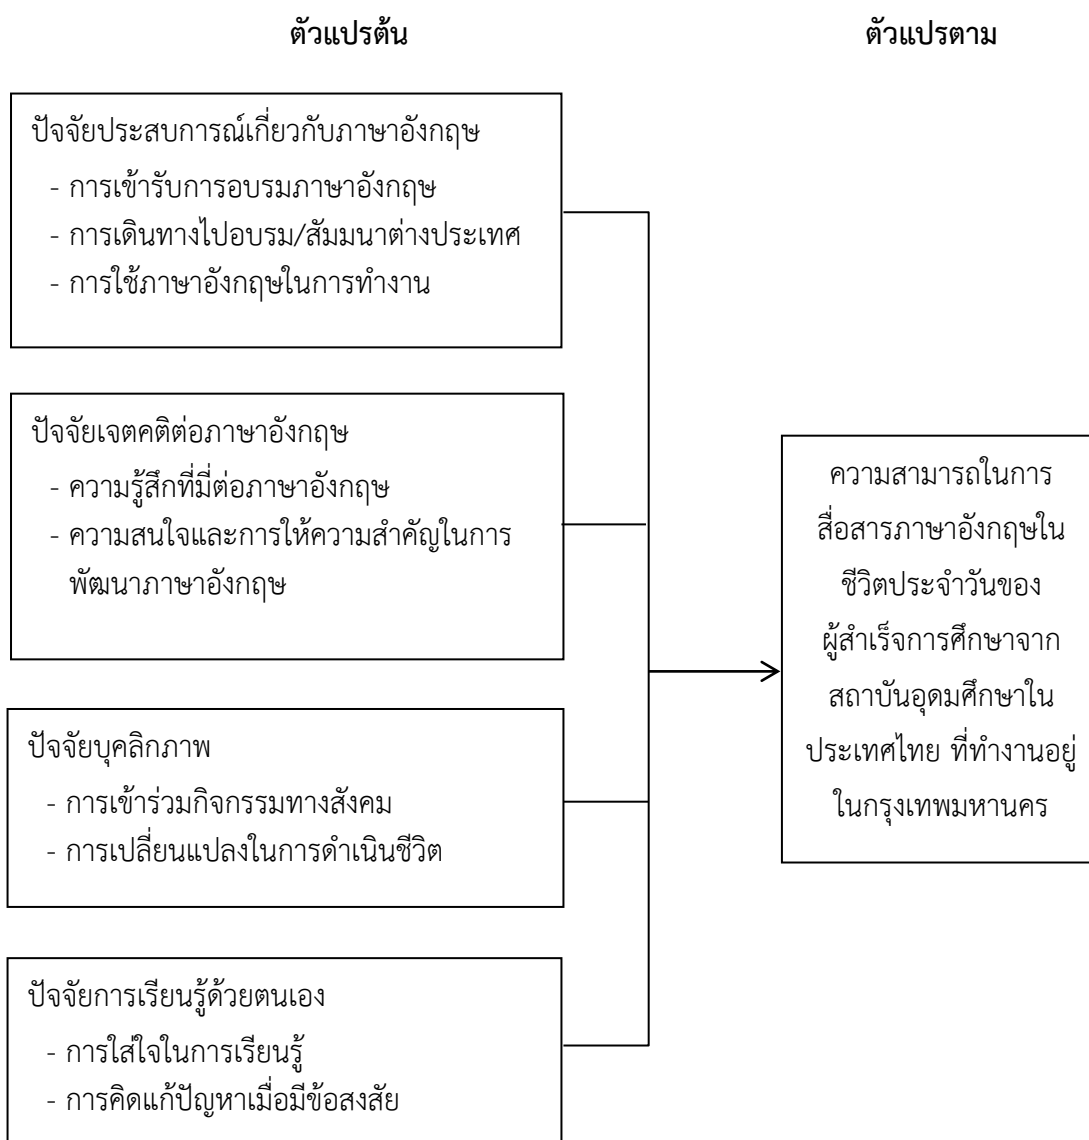 ตัวแปรต้น
ตัวแปรตาม
ปัจจัยประสบการณ์เกี่ยวกับภาษาอังกฤษ
- การเข้ารับการอบรมภาษาอังกฤษ
- การเดินทางไปอบรม/สัมมนาต่างประเทศ
- การใช้ภาษาอังกฤษในการทำงาน
ปัจจัยเจตคติต่อภาษาอังกฤษ
- ความรู้สึกที่มี่ต่อภาษาอังกฤษ
- ความสนใจและการให้ความสำคัญในการ
พัฒนาภาษาอังกฤษ
ปัจจัยบุคลิกภาพ
- การเข้าร่วมกิจกรรมทางสังคม
- การเปลี่ยนแปลงในการดำเนินชีวิต
ปัจจัยการเรียนรู้ด้วยตนเอง
- การใส่ใจในการเรียนรู้
- การคิดแก้ปัญหาเมื่อมีข้อสงสัย
ความสามารถในการ
สื่อสารภาษาอังกฤษใน
ชีวิตประจำวันของ
ผู้สำเร็จการศึกษาจาก
สถาบันอุดมศึกษาใน
ประเทศไทย ที่ทำงานอยู่
ในกรุงเทพมหานคร